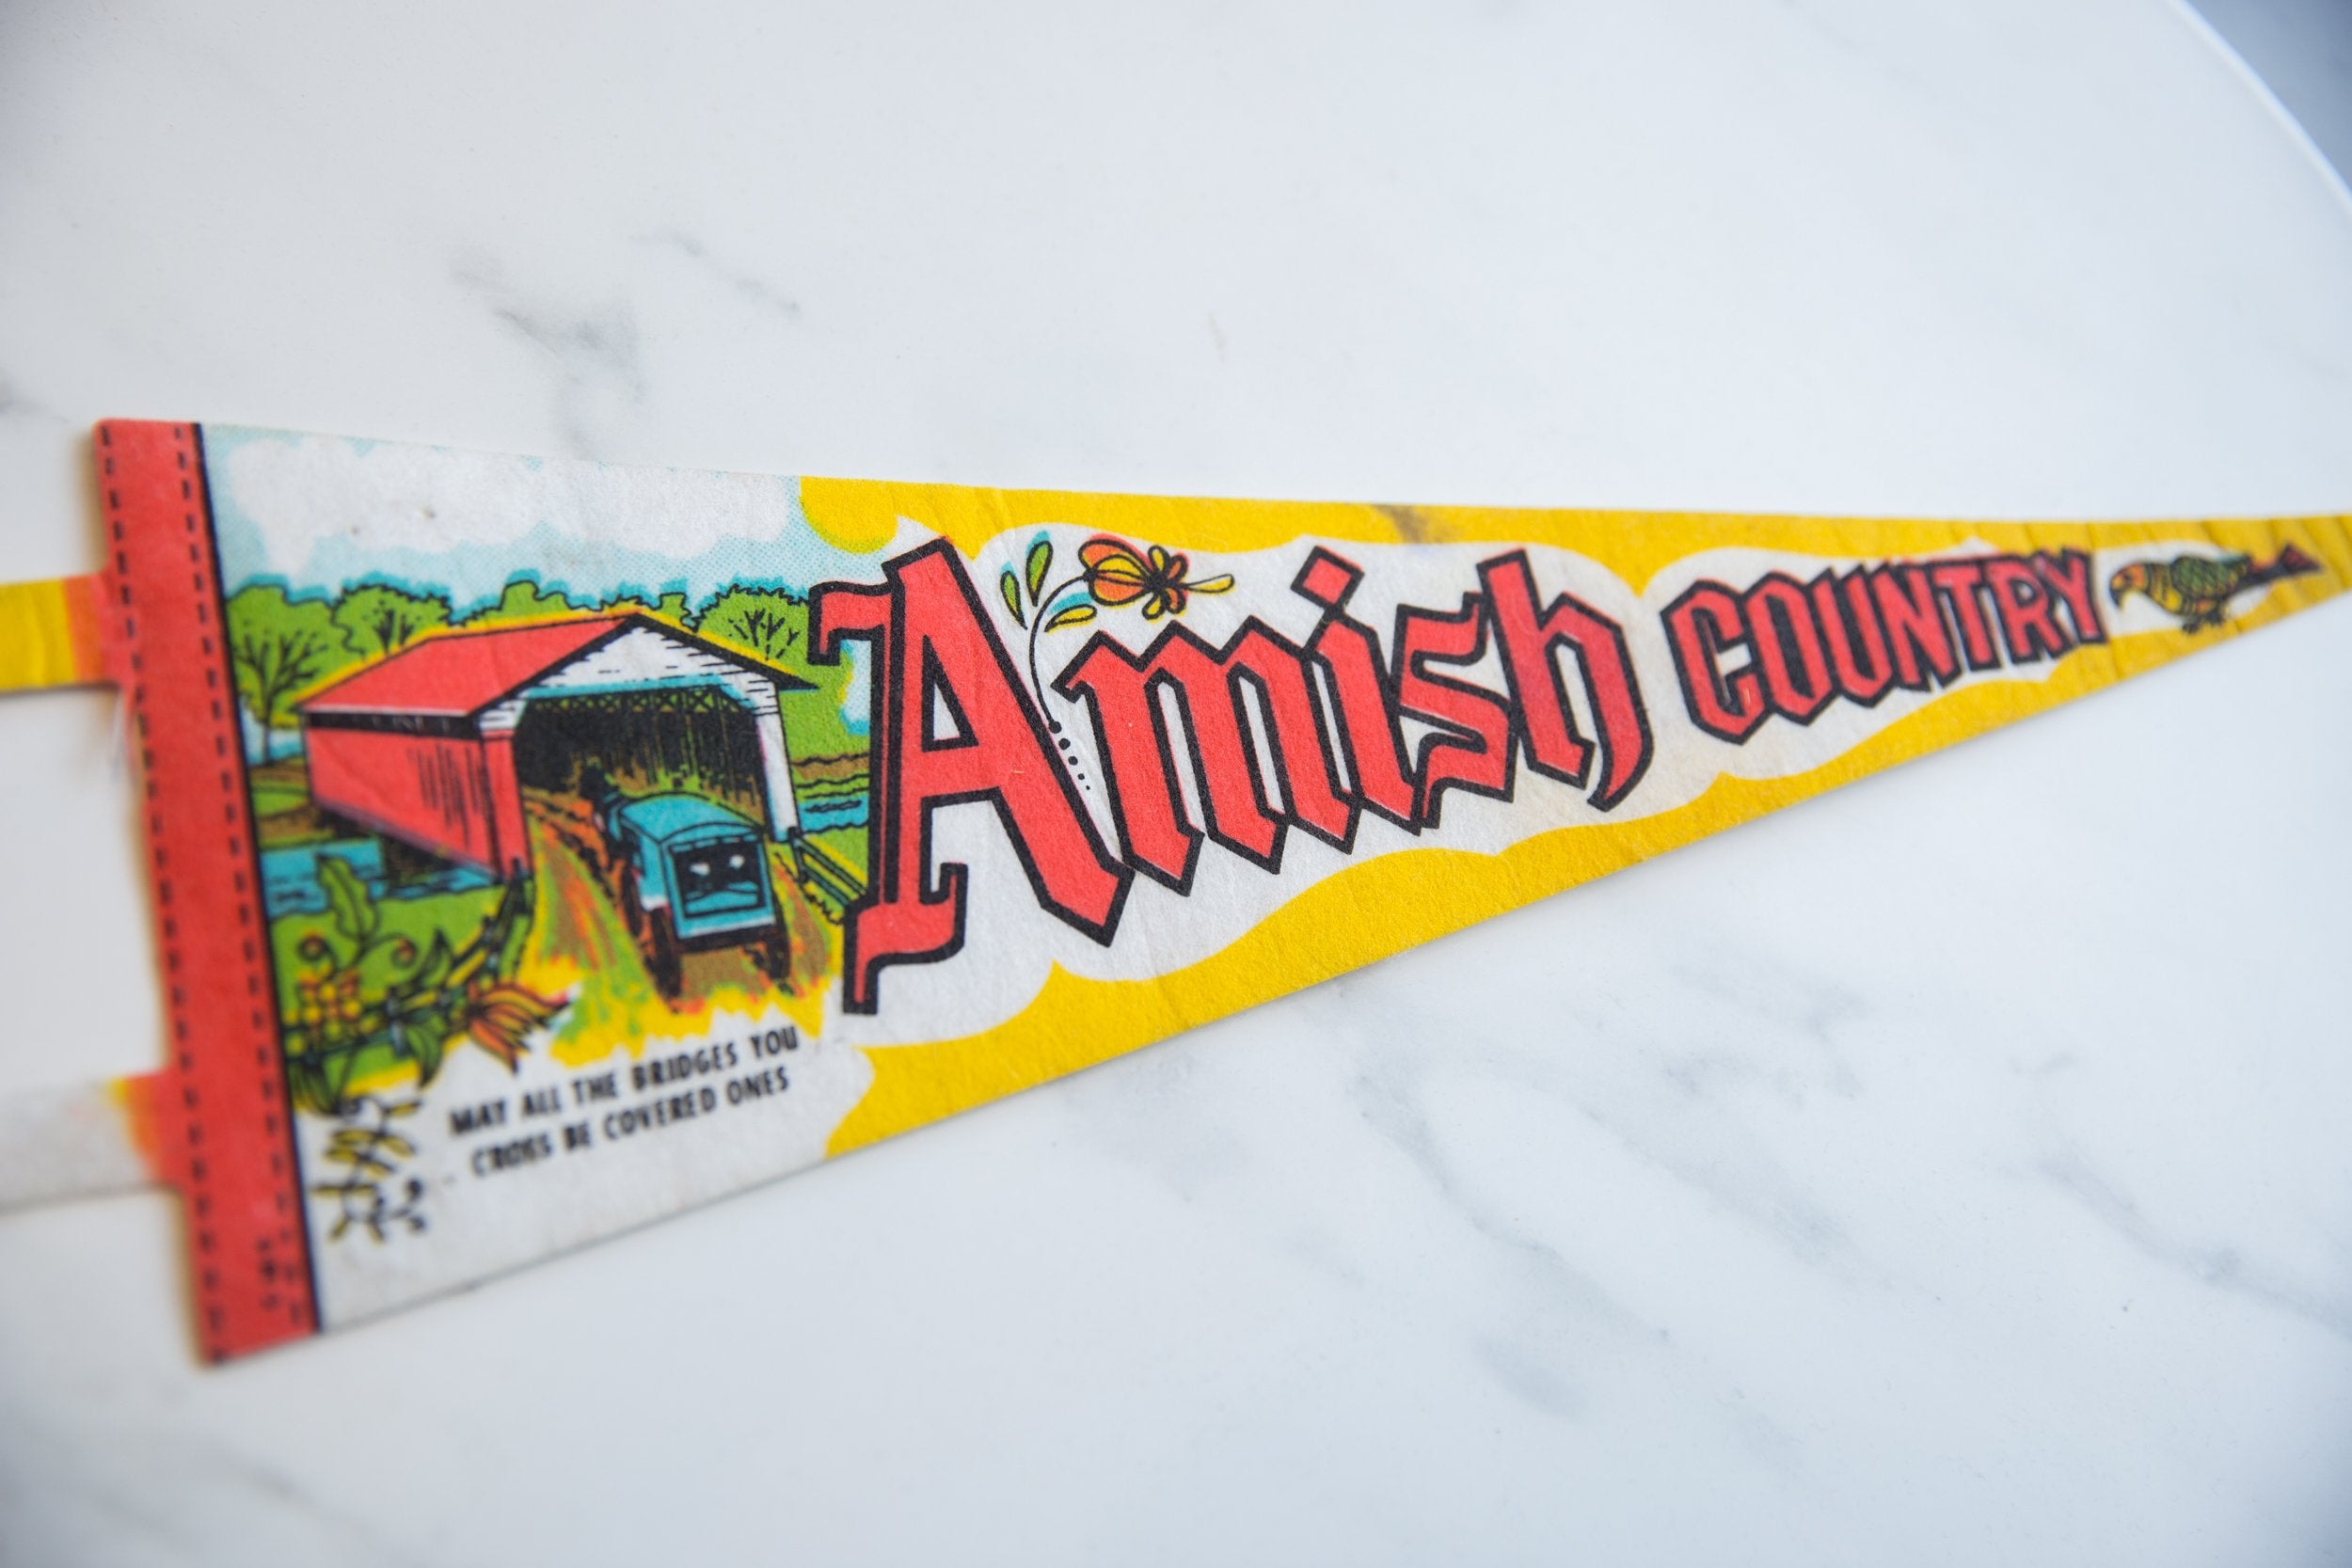 Amish COUNTRY
MAY ALL THE BRIDGES YOU
CROSS BE COVERED ONES